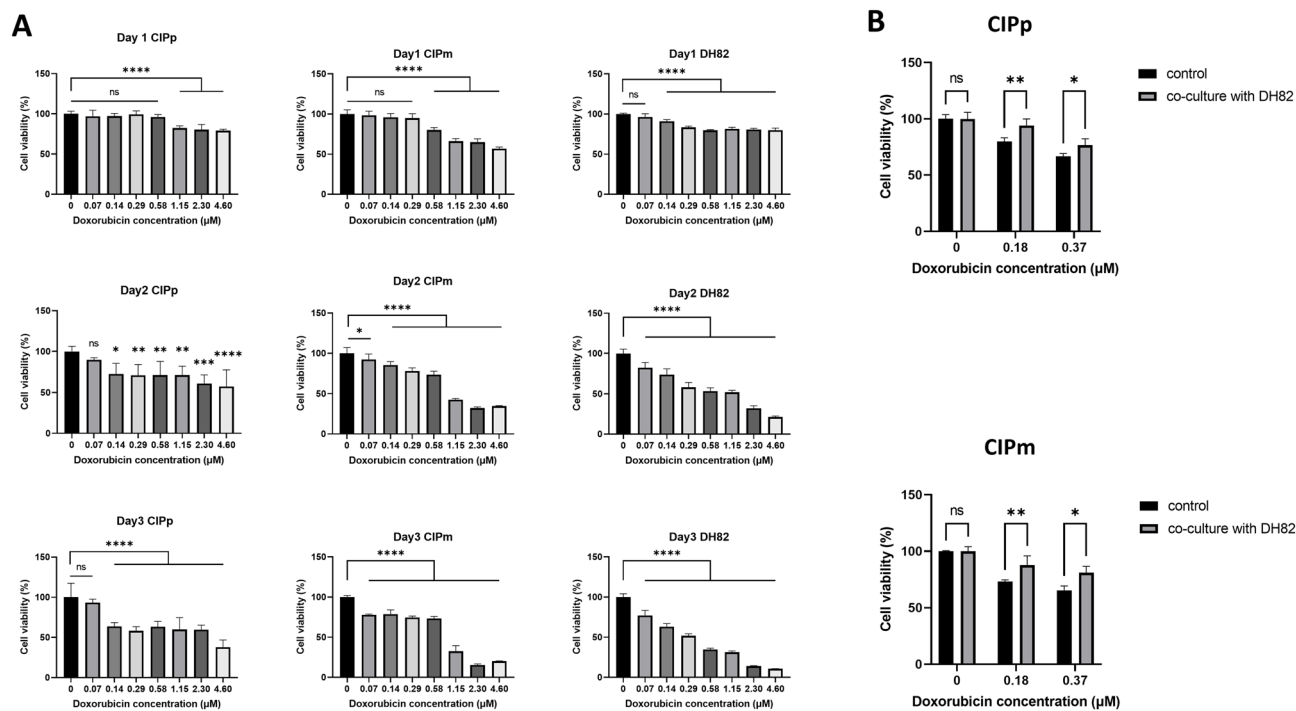 A
Day 1 CIPp
Cell viability (%)
150
100
50
0
ns
****
0 0.07 0.14 0.29 0.58 1.15 2.30 4.60
Doxorubicin concentration (µM)
Day1 CIPm
Cell viability (%)
150
100
50
0
ns
****
0 0.07 0.14 0.29 0.58 1.15 2.30 4.60
Doxorubicin concentration (µM)
Day1 DH82
Cell viability (%)
150
100
50
0
ns
****
0 0.07 0.14 0.29 0.58 1.15 2.30 4.60
Doxorubicin concentration (µM)
Day2 CIPp
Cell viability (%)
150
100
50
0
ns * ** ** ** *** ****
0 0.07 0.14 0.29 0.58 1.15 2.30 4.60
Doxorubicin concentration (µM)
Day2 CIPm
Cell viability (%)
150
100
50
0
*
****
0 0.07 0.14 0.29 0.58 1.15 2.30 4.60
Doxorubicin concentration (µM)
Day2 DH82
Cell viability (%)
150
100
50
0
****
0 0.07 0.14 0.29 0.58 1.15 2.30 4.60
Doxorubicin concentration (µM)
Day3 CIPp
Cell viability (%)
150
100
50
0
ns
****
0 0.07 0.14 0.29 0.58 1.15 2.30 4.60
Doxorubicin concentration (µM)
Day3 CIPm
Cell viability (%)
150
100
50
0
****
0 0.07 0.14 0.29 0.58 1.15 2.30 4.60
Doxorubicin concentration (µM)
Day3 DH82
Cell viability (%)
150
100
50
0
****
0 0.07 0.14 0.29 0.58 1.15 2.30 4.60
Doxorubicin concentration (µM)
B
CIPp
Cell viability (%)
150
100
50
0
ns ** *
0 0.18 0.37
Doxorubicin concentration (µM)
control
co-culture with DH82
CIPm
Cell viability (%)
150
100
50
0
ns ** *
0 0.18 0.37
Doxorubicin concentration (µM)
control
co-culture with DH82